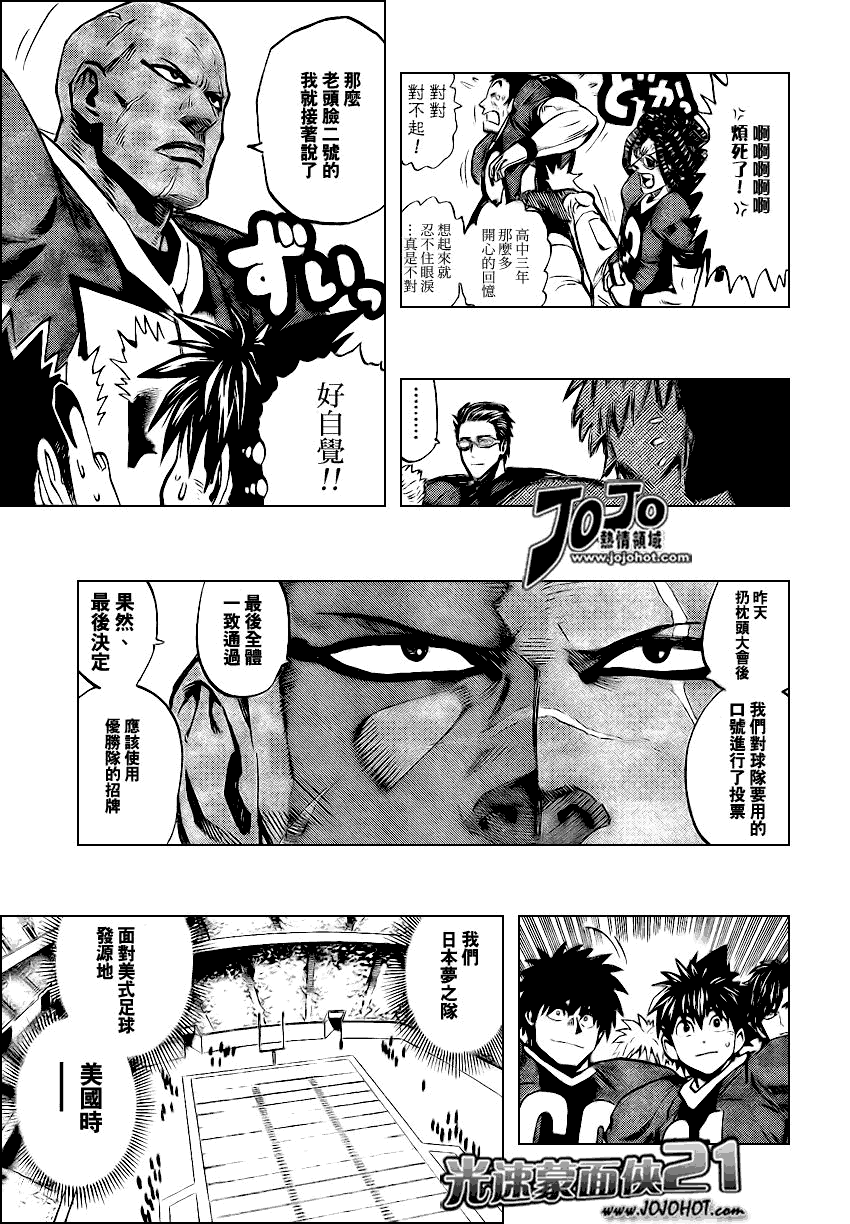 啊啊啊啊啊
煩死了！
どかっ
對對
對不起！
高中三年
那麼多
開心的回憶
想起來就
忍不住眼淚
…真是不對
那麼
老頭臉二號的
我就接著說了
ずいっ
好自覺!!
………
JOJO
熱情領域
www.jojohot.com
昨天
扔枕頭大會後
我們對球隊要用的
口號進行了投票
最後全體
一致通過
果然、
最後決定
應該使用
優勝隊的招牌
我們
日本夢之隊
面對美式足球
發源地
美國時
——
光速蒙面俠21
www.JOJOHOT.com